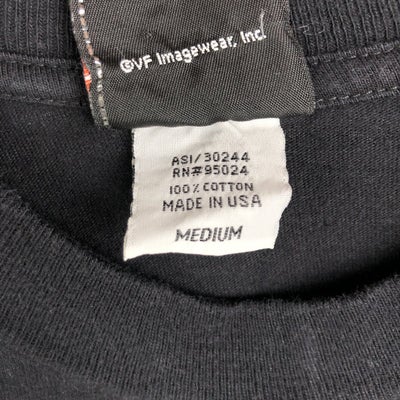 ©VF Imagewear, Inc.
ASI/30244
RN#95024
100% COTTON
MADE IN USA
MEDIUM